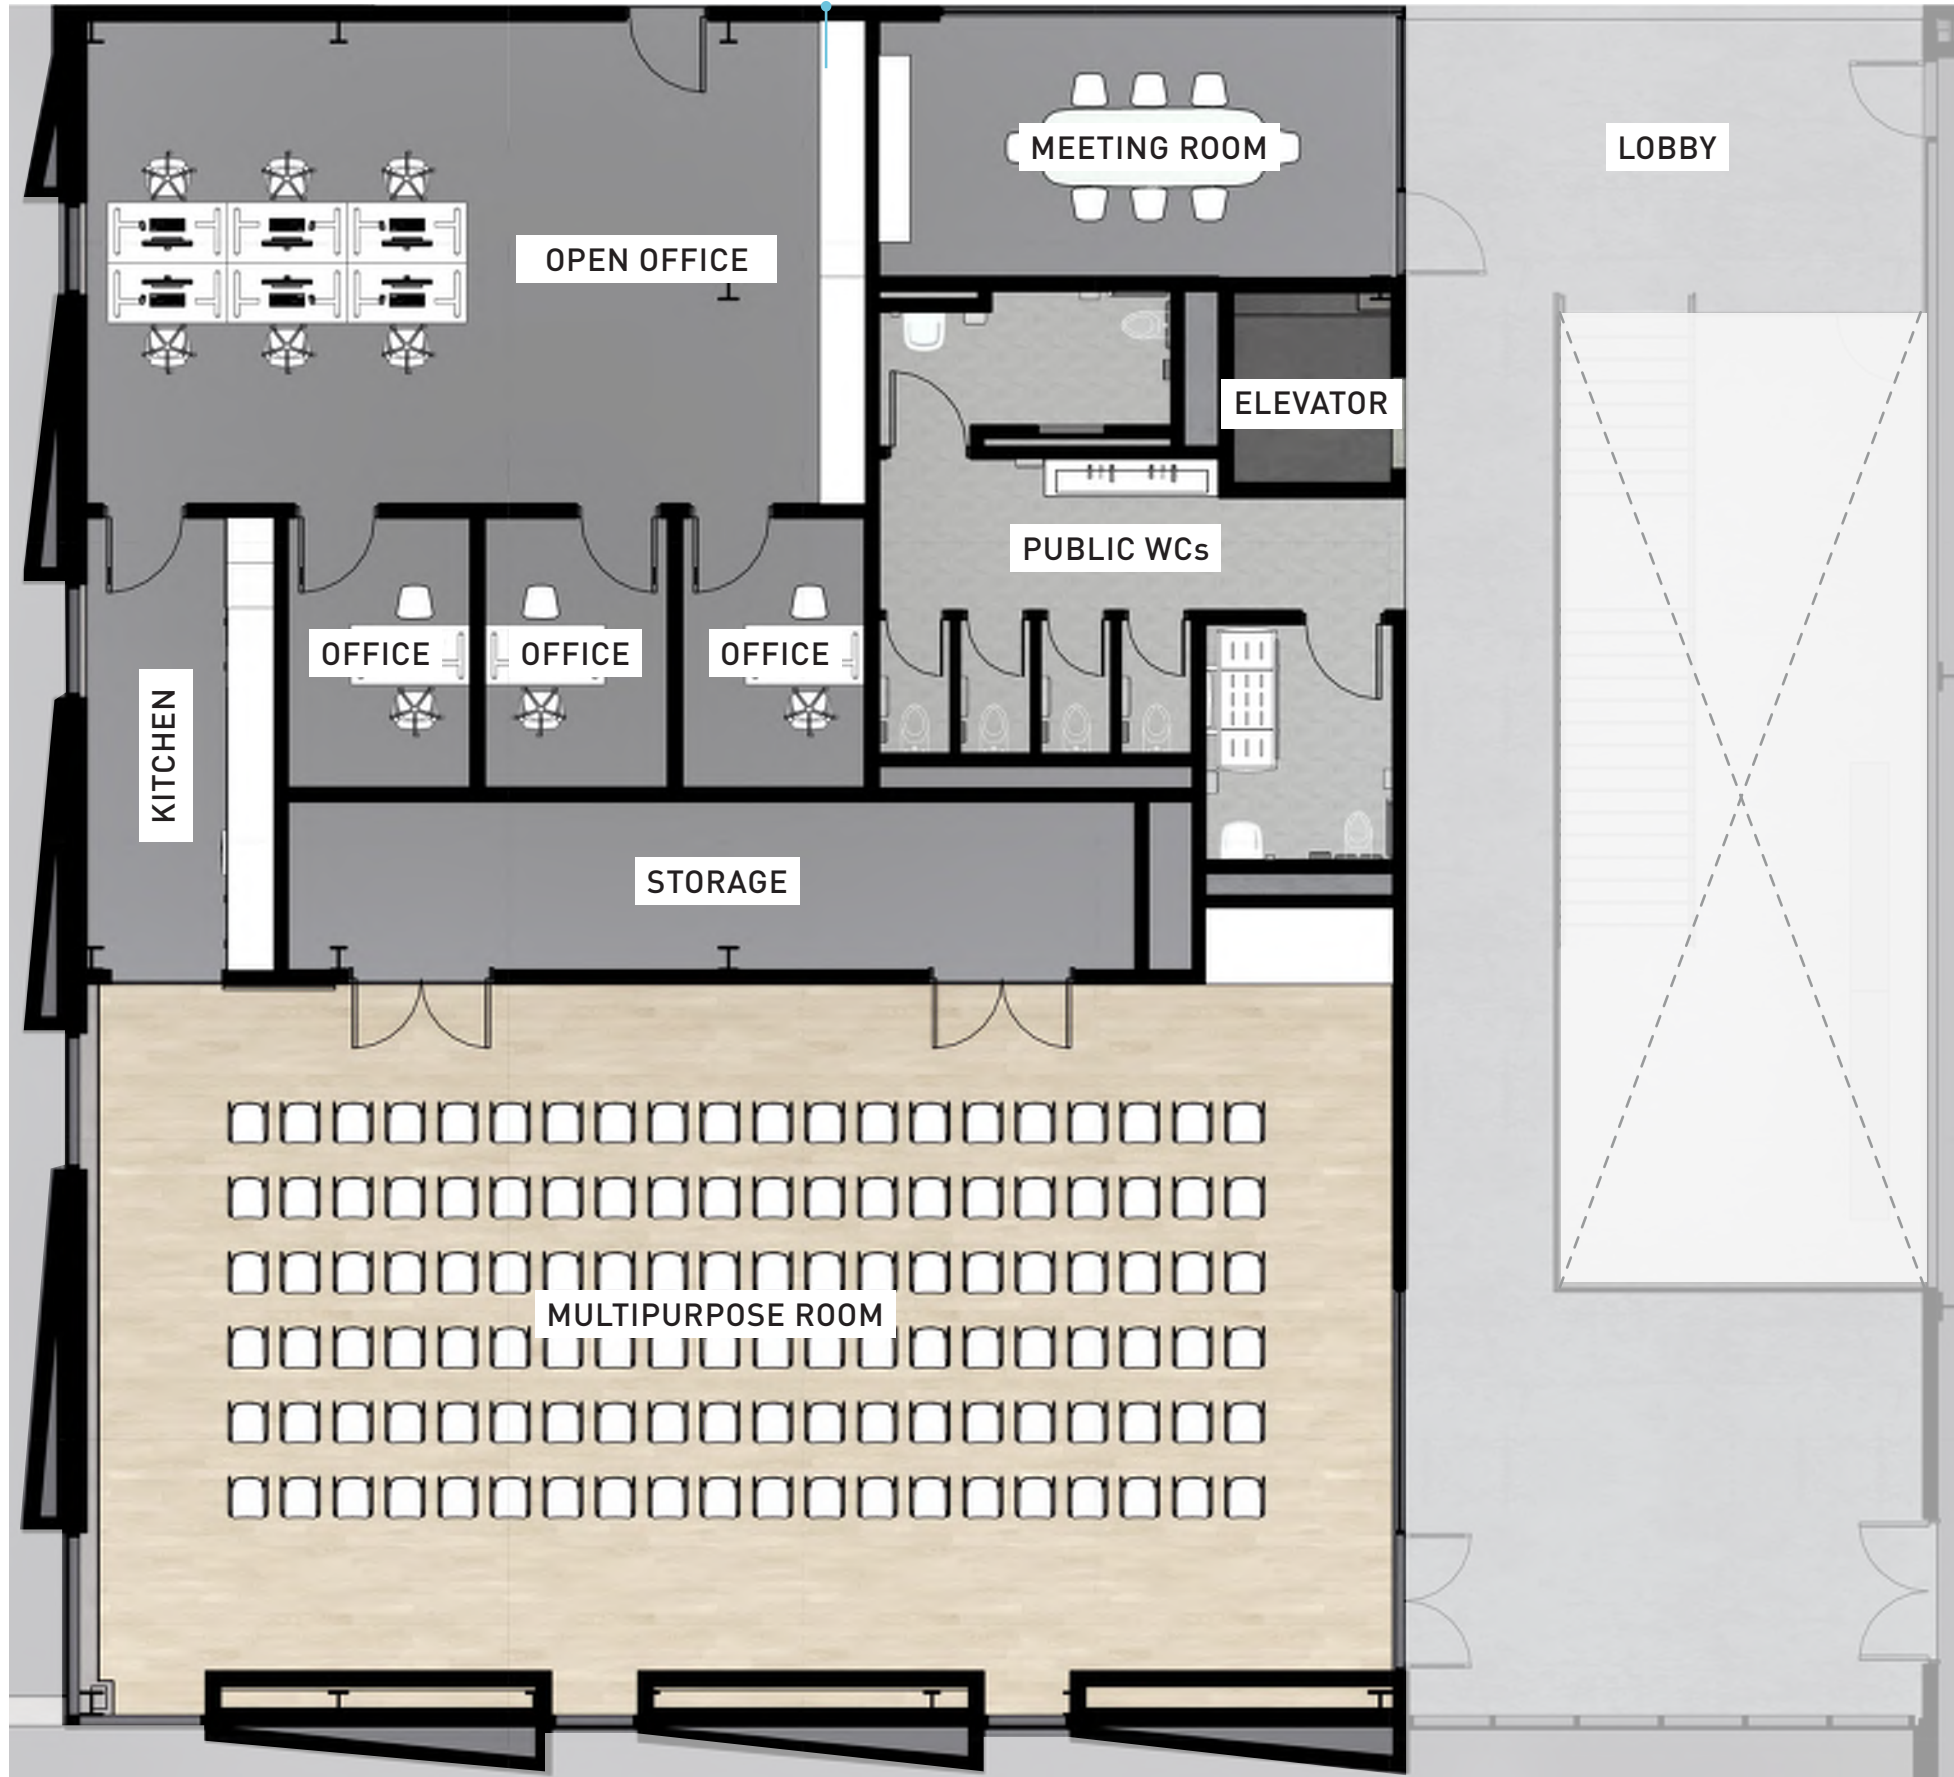 MEETING ROOM
LOBBY
OPEN OFFICE
ELEVATOR
PUBLIC WCs
OFFICE
OFFICE
OFFICE
KITCHEN
STORAGE
MULTIPURPOSE ROOM